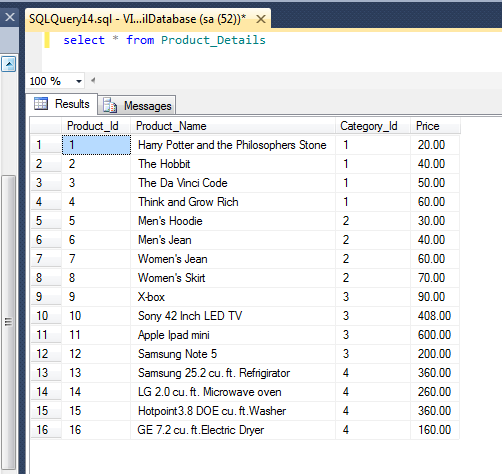 SQLQuery14.sql - VI...ilDatabase (sa (52))*
select * from Product_Details
100 %
Results Messages
Product_Id Product_Name Category_Id Price
1 1 Harry Potter and the Philosophers Stone 1 20.00
2 2 The Hobbit 1 40.00
3 3 The Da Vinci Code 1 50.00
4 4 Think and Grow Rich 1 60.00
5 5 Men's Hoodie 2 30.00
6 6 Men's Jean 2 40.00
7 7 Women's Jean 2 60.00
8 8 Women's Skirt 2 70.00
9 9 X-box 3 90.00
10 10 Sony 42 Inch LED TV 3 408.00
11 11 Apple Ipad mini 3 600.00
12 12 Samsung Note 5 3 200.00
13 13 Samsung 25.2 cu. ft. Refrigirator 4 360.00
14 14 LG 2.0 cu. ft. Microwave oven 4 260.00
15 15 Hotpoint3.8 DOE cu. ft.Washer 4 360.00
16 16 GE 7.2 cu. ft.Electric Dryer 4 160.00